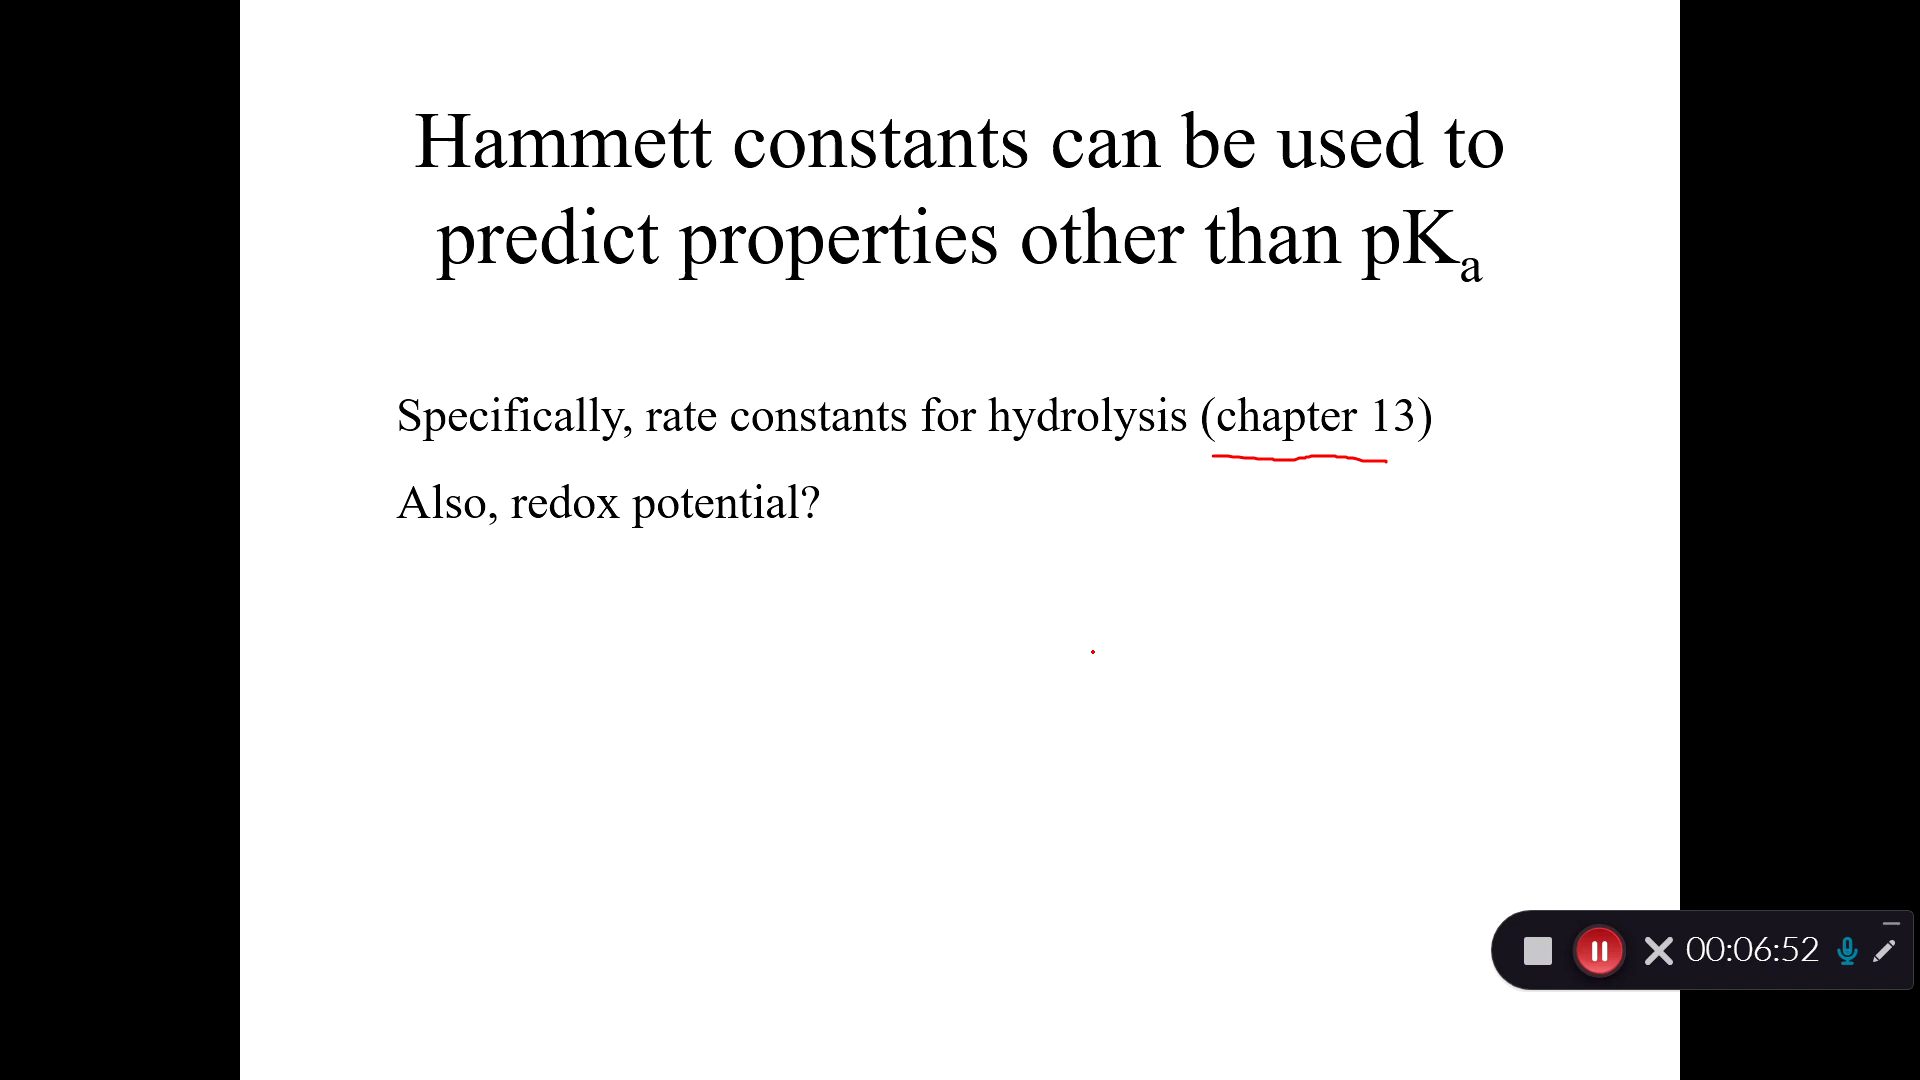 Hammett constants can be used to
predict properties other than pKa
Specifically, rate constants for hydrolysis (chapter 13)
Also, redox potential?
00:06:52